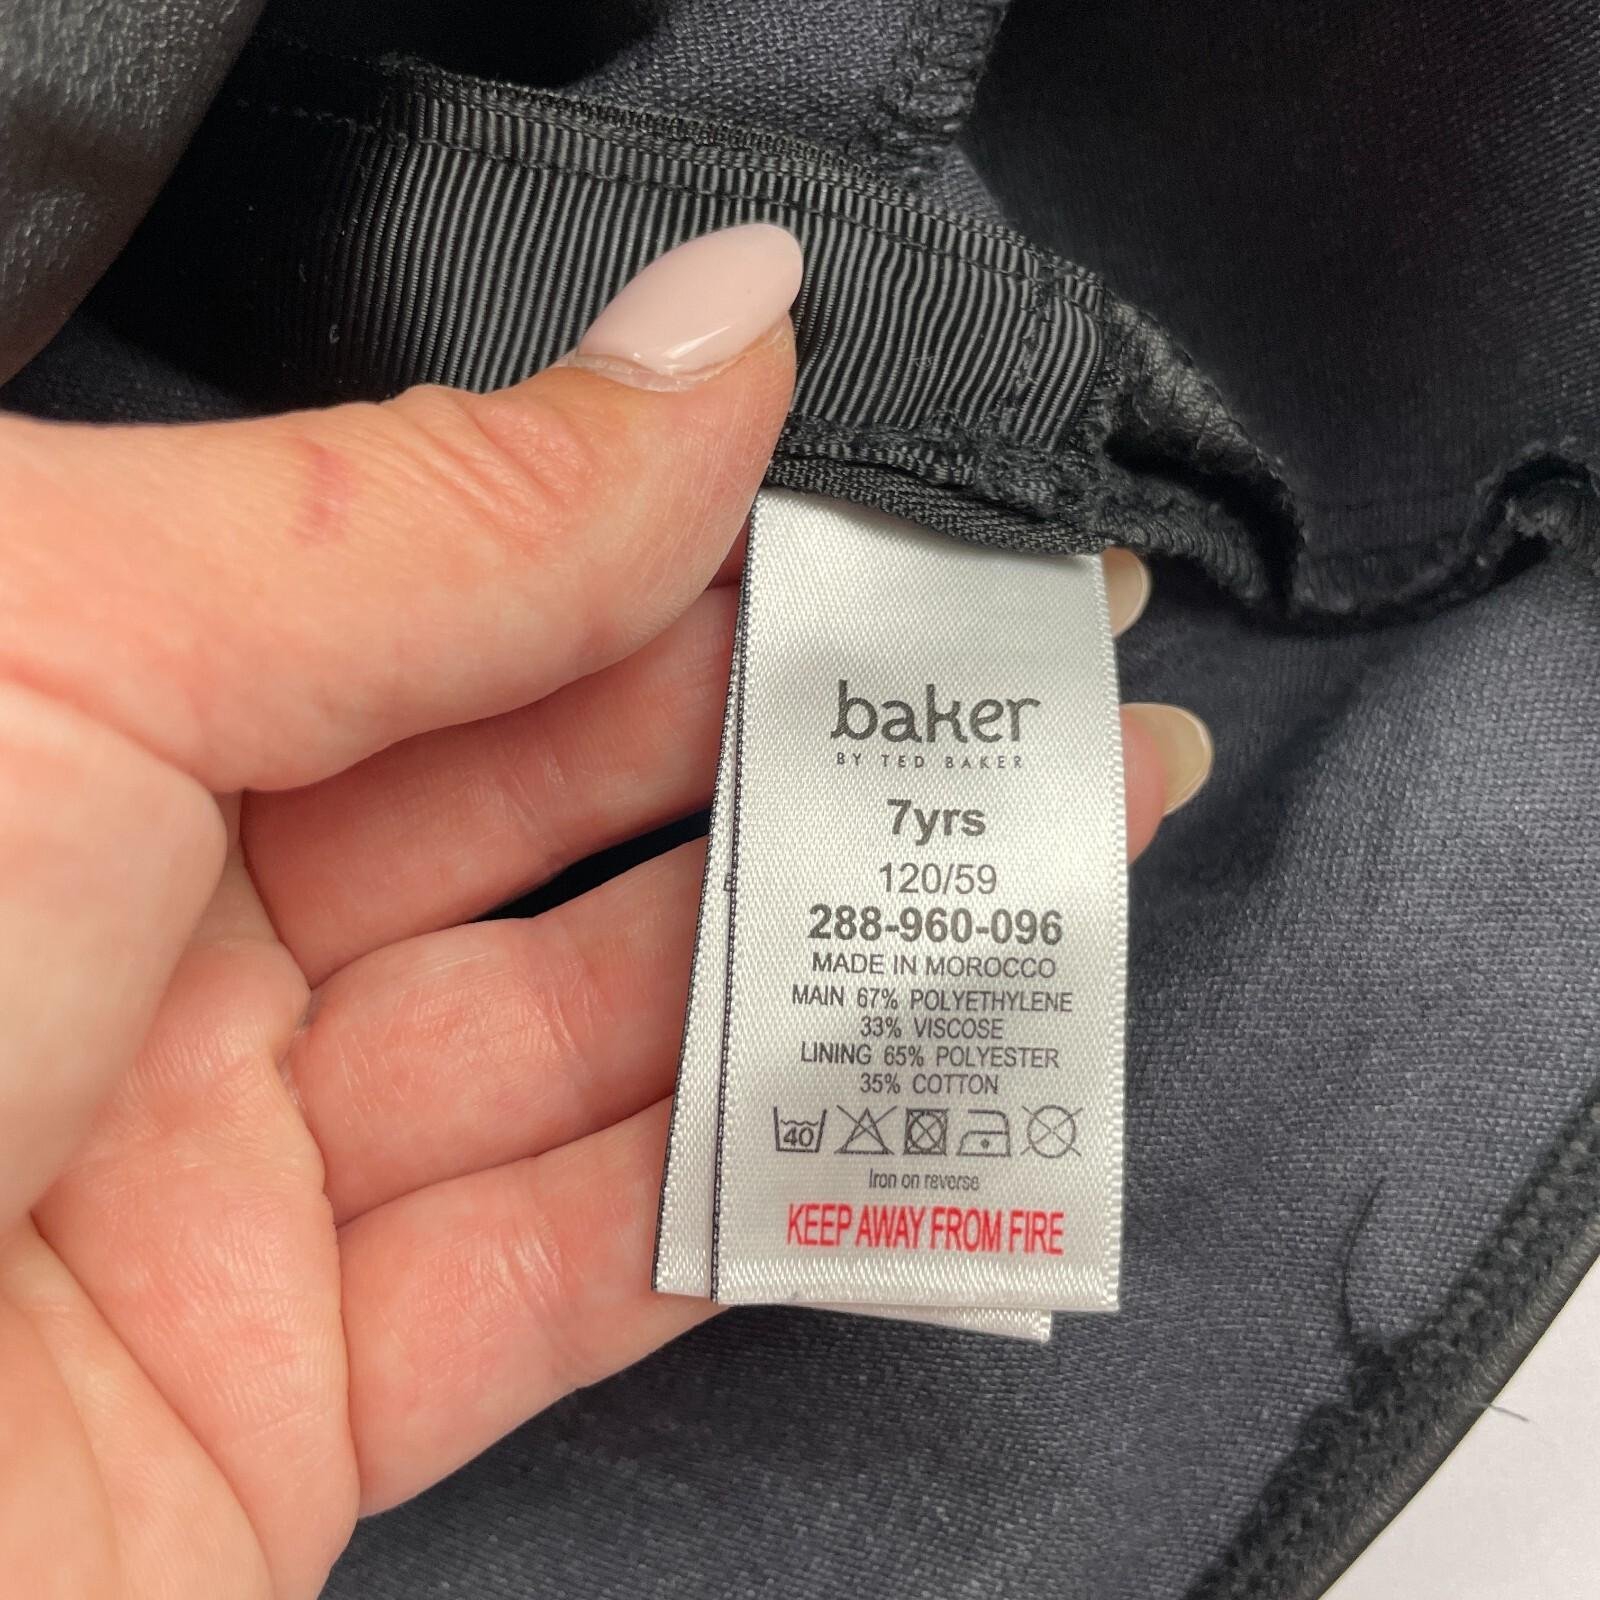 baker
BY TED BAKER
7yrs
120/59
288-960-096
MADE IN MOROCCO
MAIN 67% POLYETHYLENE
33% VISCOSE
LINING 65% POLYESTER
35% COTTON
40
Iron on reverse
KEEP AWAY FROM FIRE